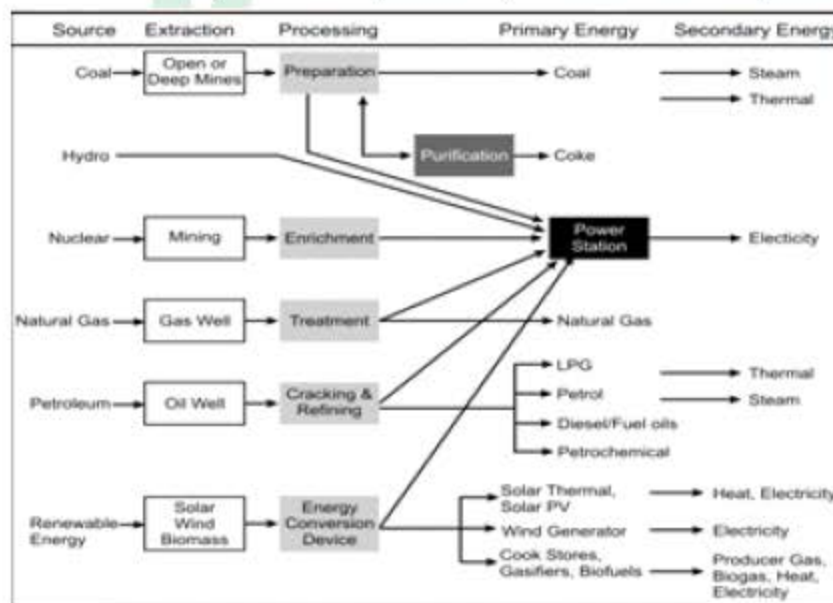 Source Extraction Processing Primary Energy Secondary Energy
Coal
Open or
Deep Mines
Preparation
Coal
Steam
Thermal
Hydro
Purification
Coke
Nuclear
Mining
Enrichment
Power
Station
Electicity
Natural Gas
Gas Well
Treatment
Natural Gas
Petroleum
Oil Well
Cracking &
Refining
LPG
Petrol
Diesel/Fuel oils
Petrochemical
Thermal
Steam
Renewable
Energy
Solar
Wind
Biomass
Energy
Conversion
Device
Solar Thermal,
Solar PV
Heat, Electricity
Wind Generator
Electricity
Cook Stores,
Gasifiers, Biofuels
Producer Gas,
Biogas, Heat,
Electricity